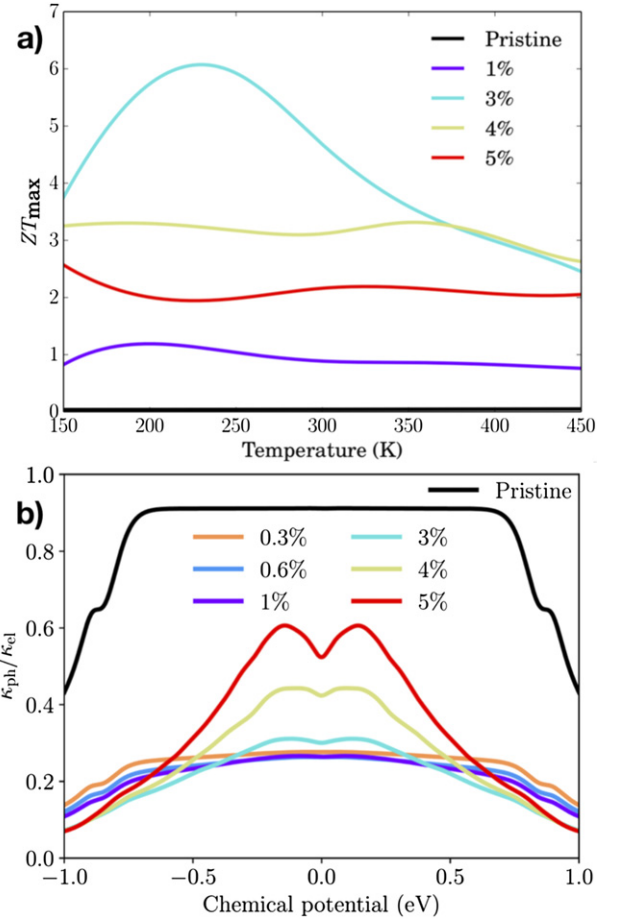 a)
7
6
5
4
3
2
1
0
ZTmax
Pristine
1%
3%
4%
5%
150 200 250 300 350 400 450
Temperature (K)
b)
1.0
0.8
0.6
0.4
0.2
0.0
κph/κel
Pristine
0.3% 3%
0.6% 4%
1% 5%
−1.0 −0.5 0.0 0.5 1.0
Chemical potential (eV)